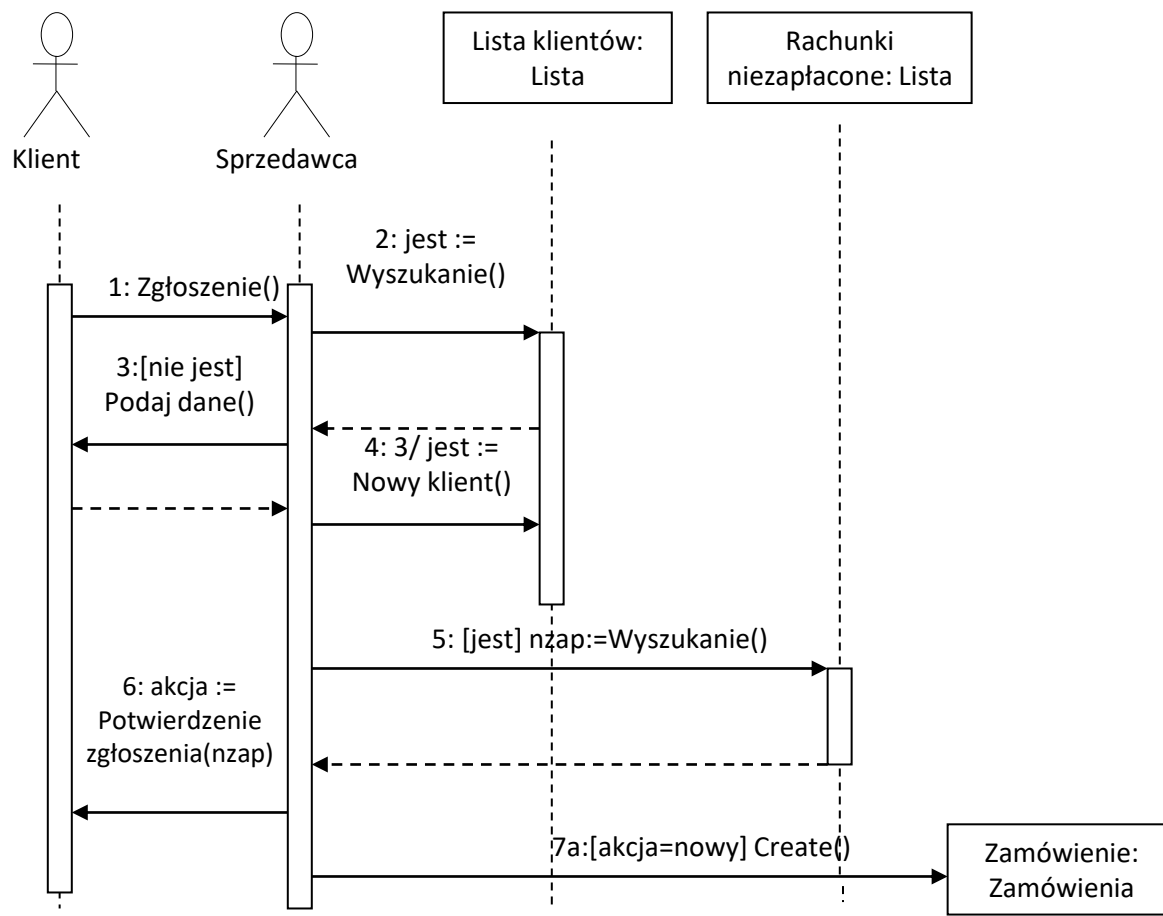 Lista klientów:
Lista
Rachunki
niezapłacone: Lista
Klient
Sprzedawca
2: jest :=
Wyszukanie()
1: Zgłoszenie()
3:[nie jest]
Podaj dane()
4: 3/ jest :=
Nowy klient()
5: [jest] nzap:=Wyszukanie()
6: akcja :=
Potwierdzenie
zgłoszenia(nzap)
7a:[akcja=nowy] Create()
Zamówienie:
Zamówienia